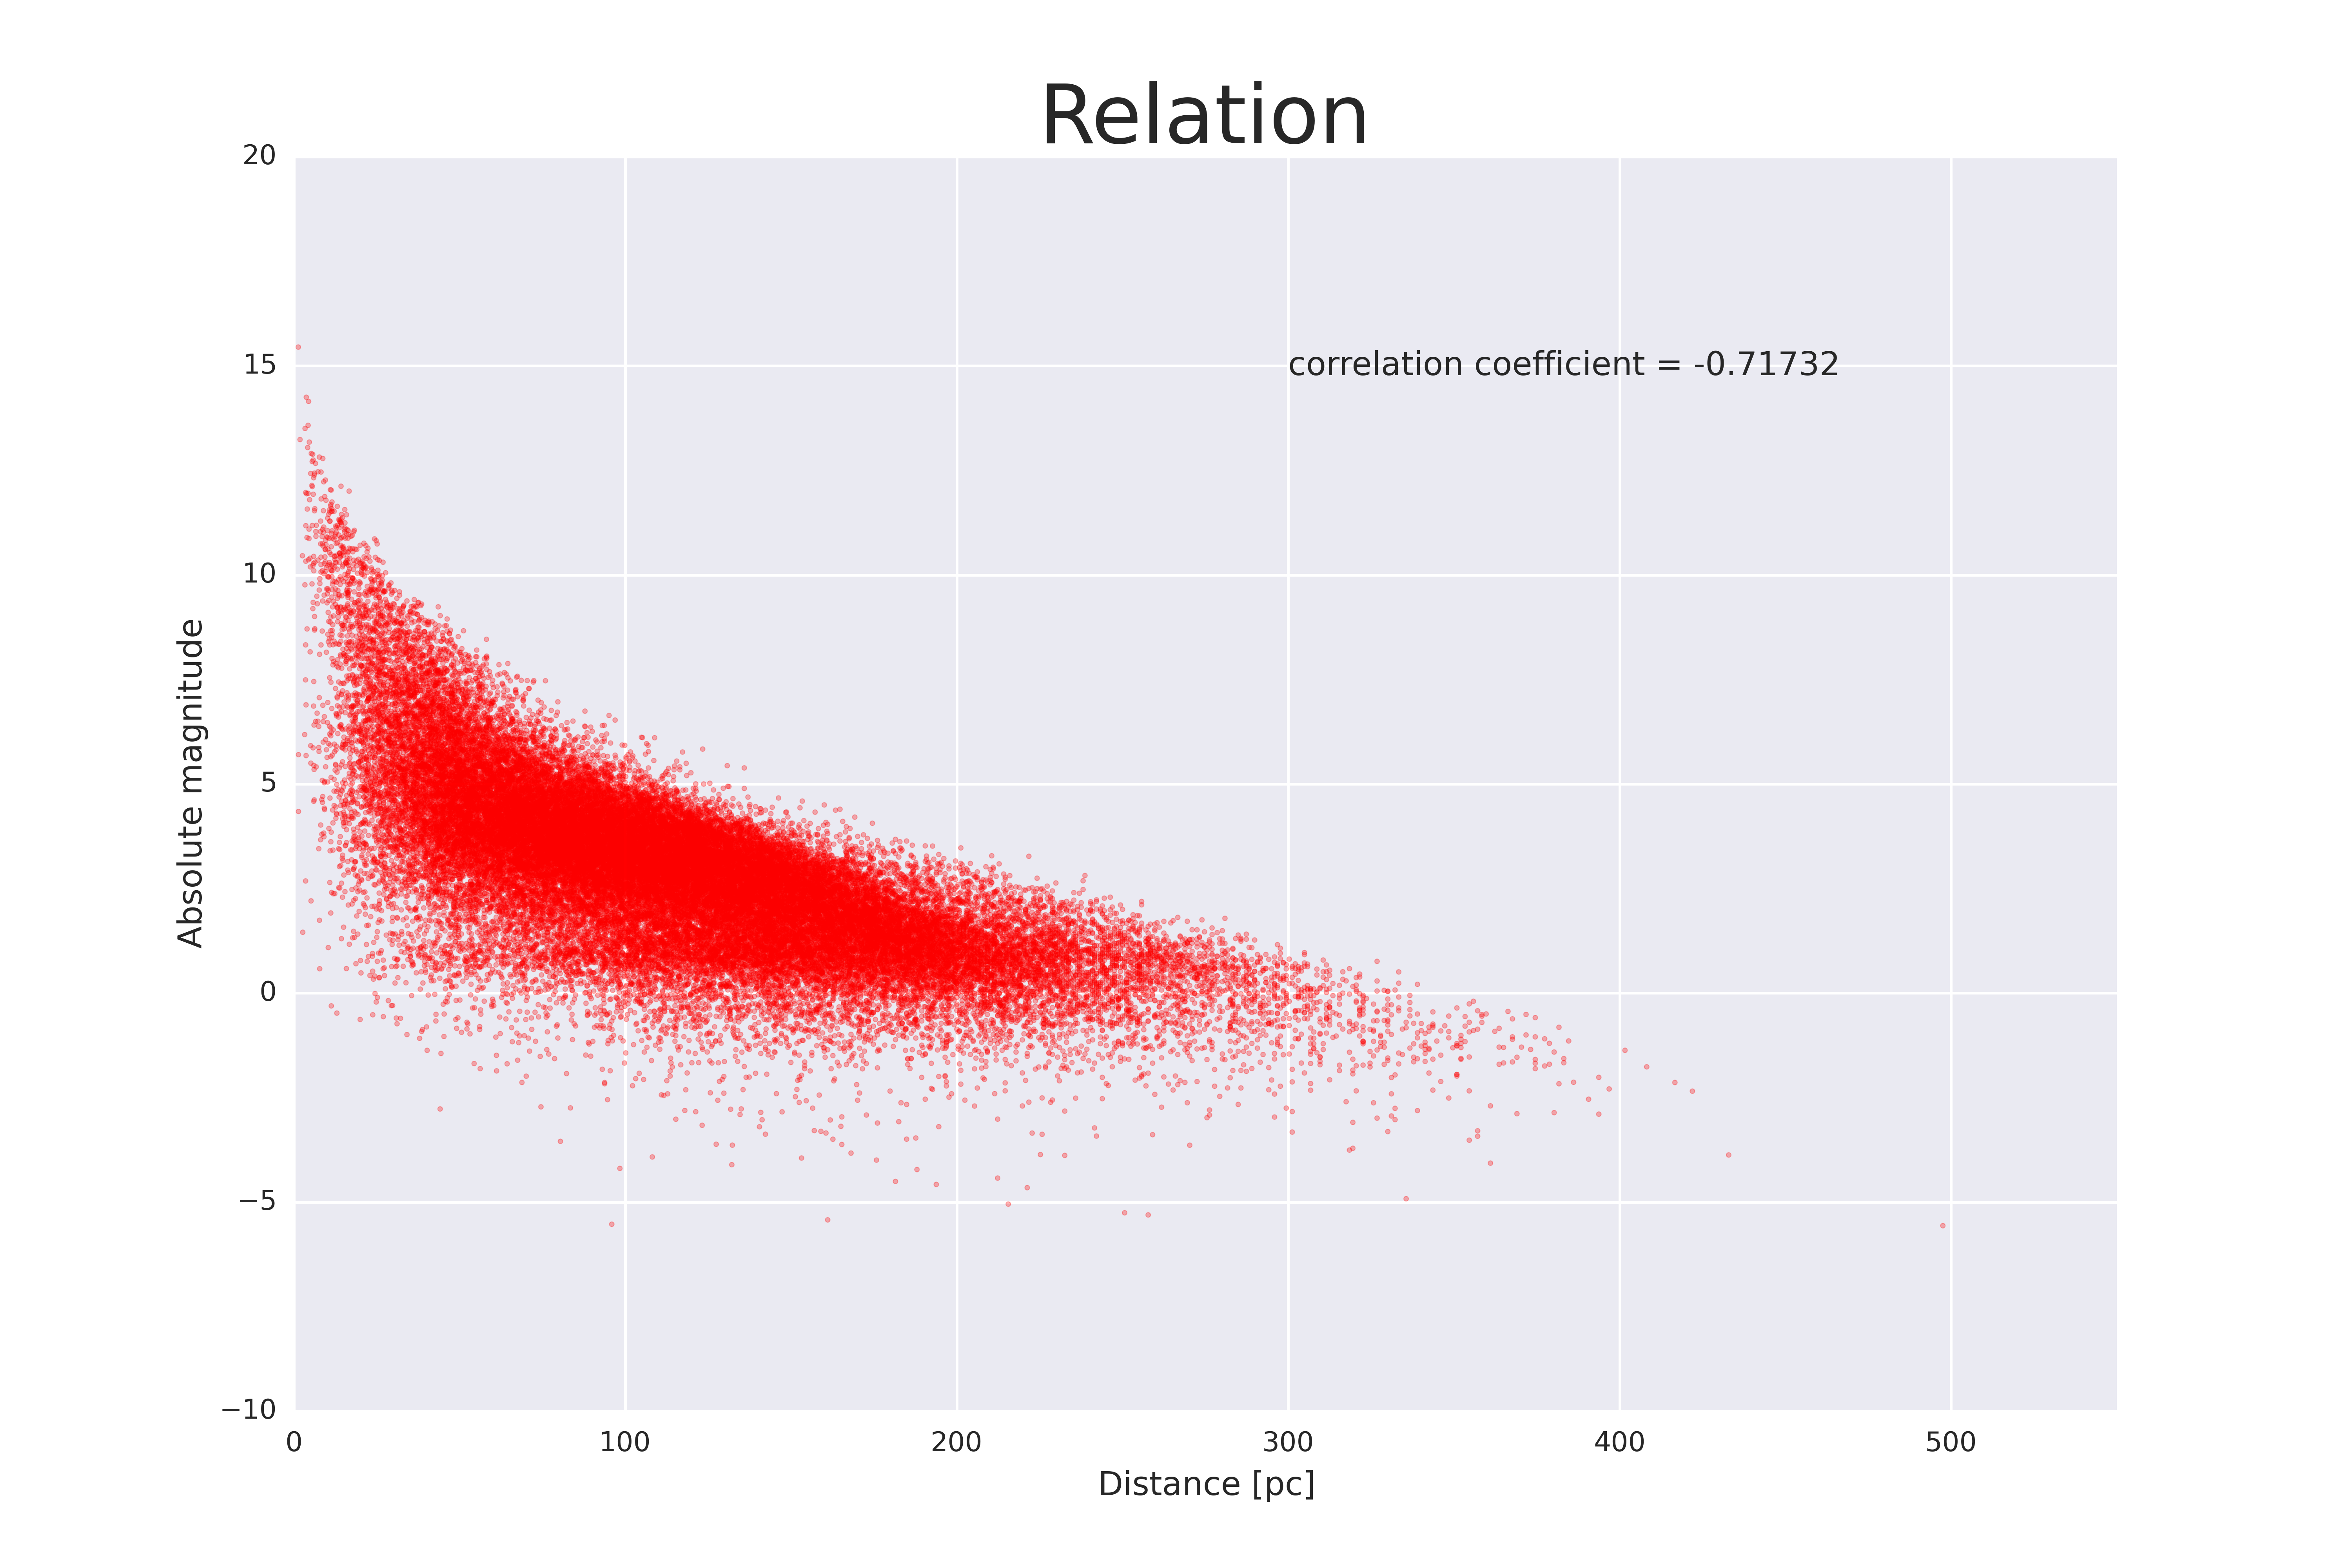 Relation
20
15
10
5
0
−5
−10
Absolute magnitude
correlation coefficient = -0.71732
0 100 200 300 400 500
Distance [pc]